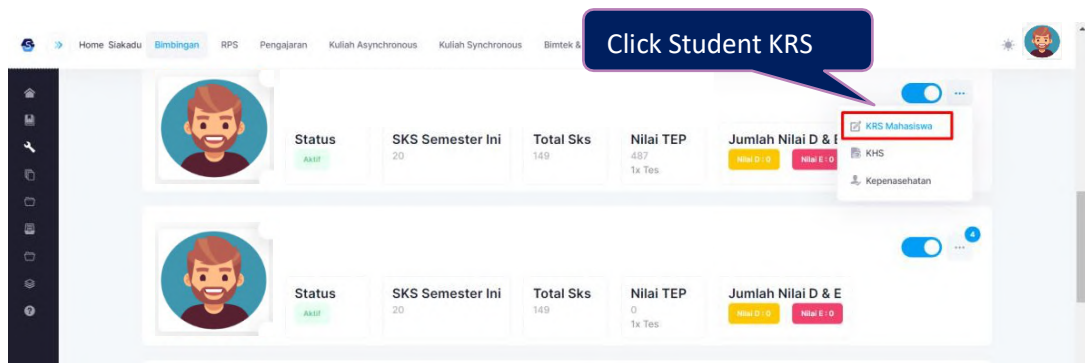 Click Student KRS
Home Siakadu Bimbingan RPS Pengajaran Kuliah Asynchronous Kuliah Synchronous Bimtek &
KRS Mahasiswa
KHS
Kepenasehatan
Status SKS Semester Ini Total Sks Nilai TEP Jumlah Nilai D & E
Aktif 20 149 487 Nilai D : 0 Nilai E : 0
1x Tes
4
Status SKS Semester Ini Total Sks Nilai TEP Jumlah Nilai D & E
Aktif 20 149 0 Nilai D : 0 Nilai E : 0
1x Tes